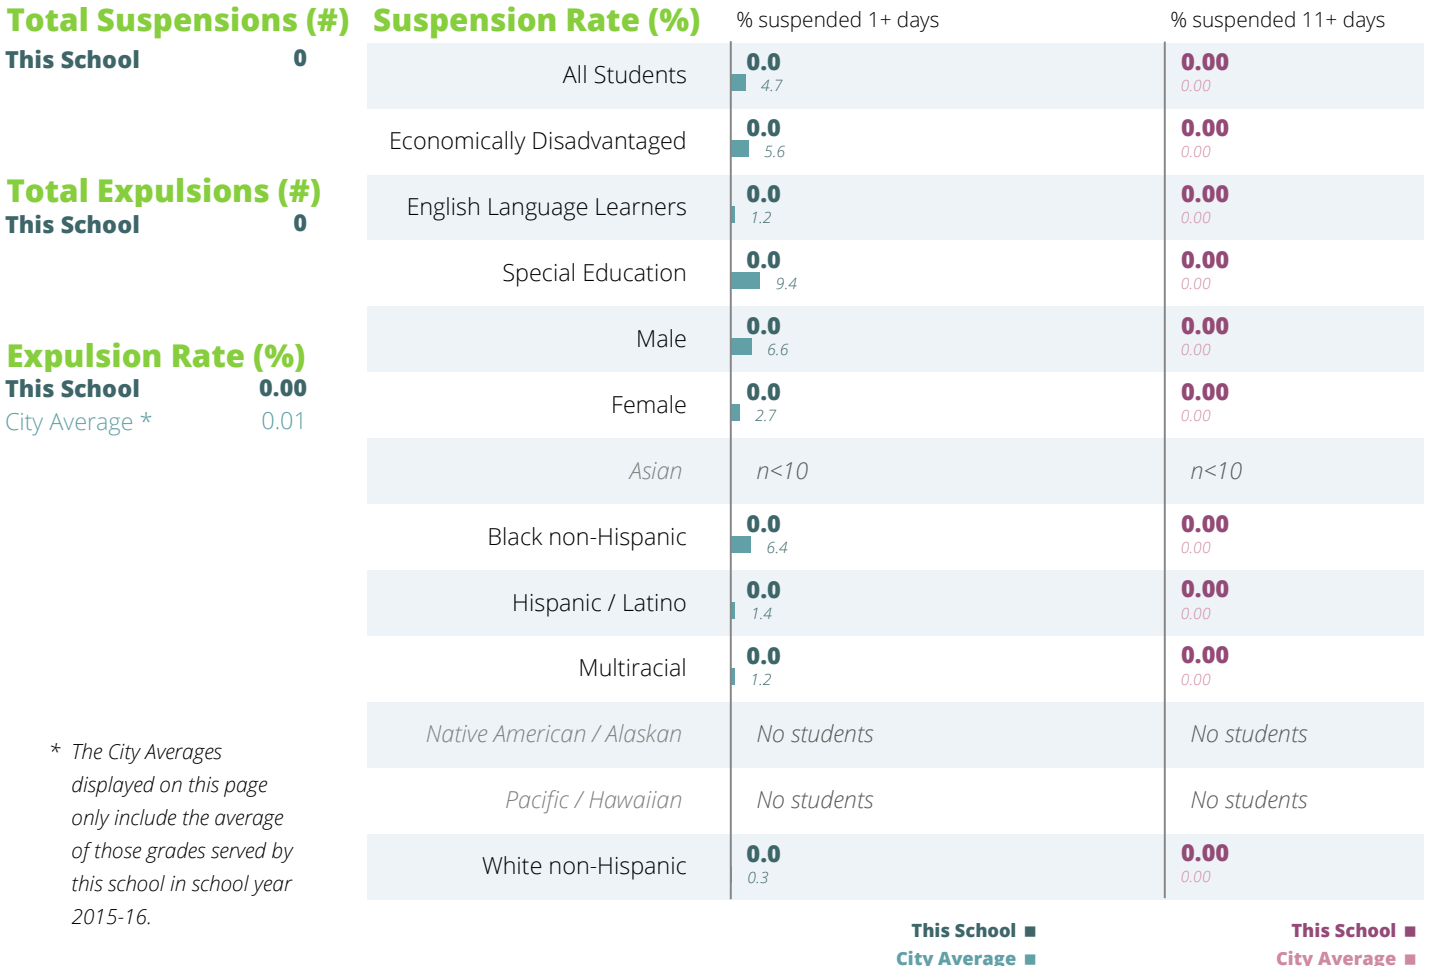 Total Suspensions (#)
This School 0
Total Expulsions (#)
This School 0
Expulsion Rate (%)
This School 0.00
City Average * 0.01
* The City Averages
displayed on this page
only include the average
of those grades served by
this school in school year
2015-16.
Suspension Rate (%) % suspended 1+ days % suspended 11+ days
All Students 0.0 0.00
4.7 0.00
Economically Disadvantaged 0.0 0.00
5.6 0.00
English Language Learners 0.0 0.00
1.2 0.00
Special Education 0.0 0.00
9.4 0.00
Male 0.0 0.00
6.6 0.00
Female 0.0 0.00
2.7 0.00
Asian n<10 n<10
Black non-Hispanic 0.0 0.00
6.4 0.00
Hispanic / Latino 0.0 0.00
1.4 0.00
Multiracial 0.0 0.00
1.2 0.00
Native American / Alaskan No students No students
Pacific / Hawaiian No students No students
White non-Hispanic 0.0 0.00
0.3 0.00
This School This School
City Average City Average